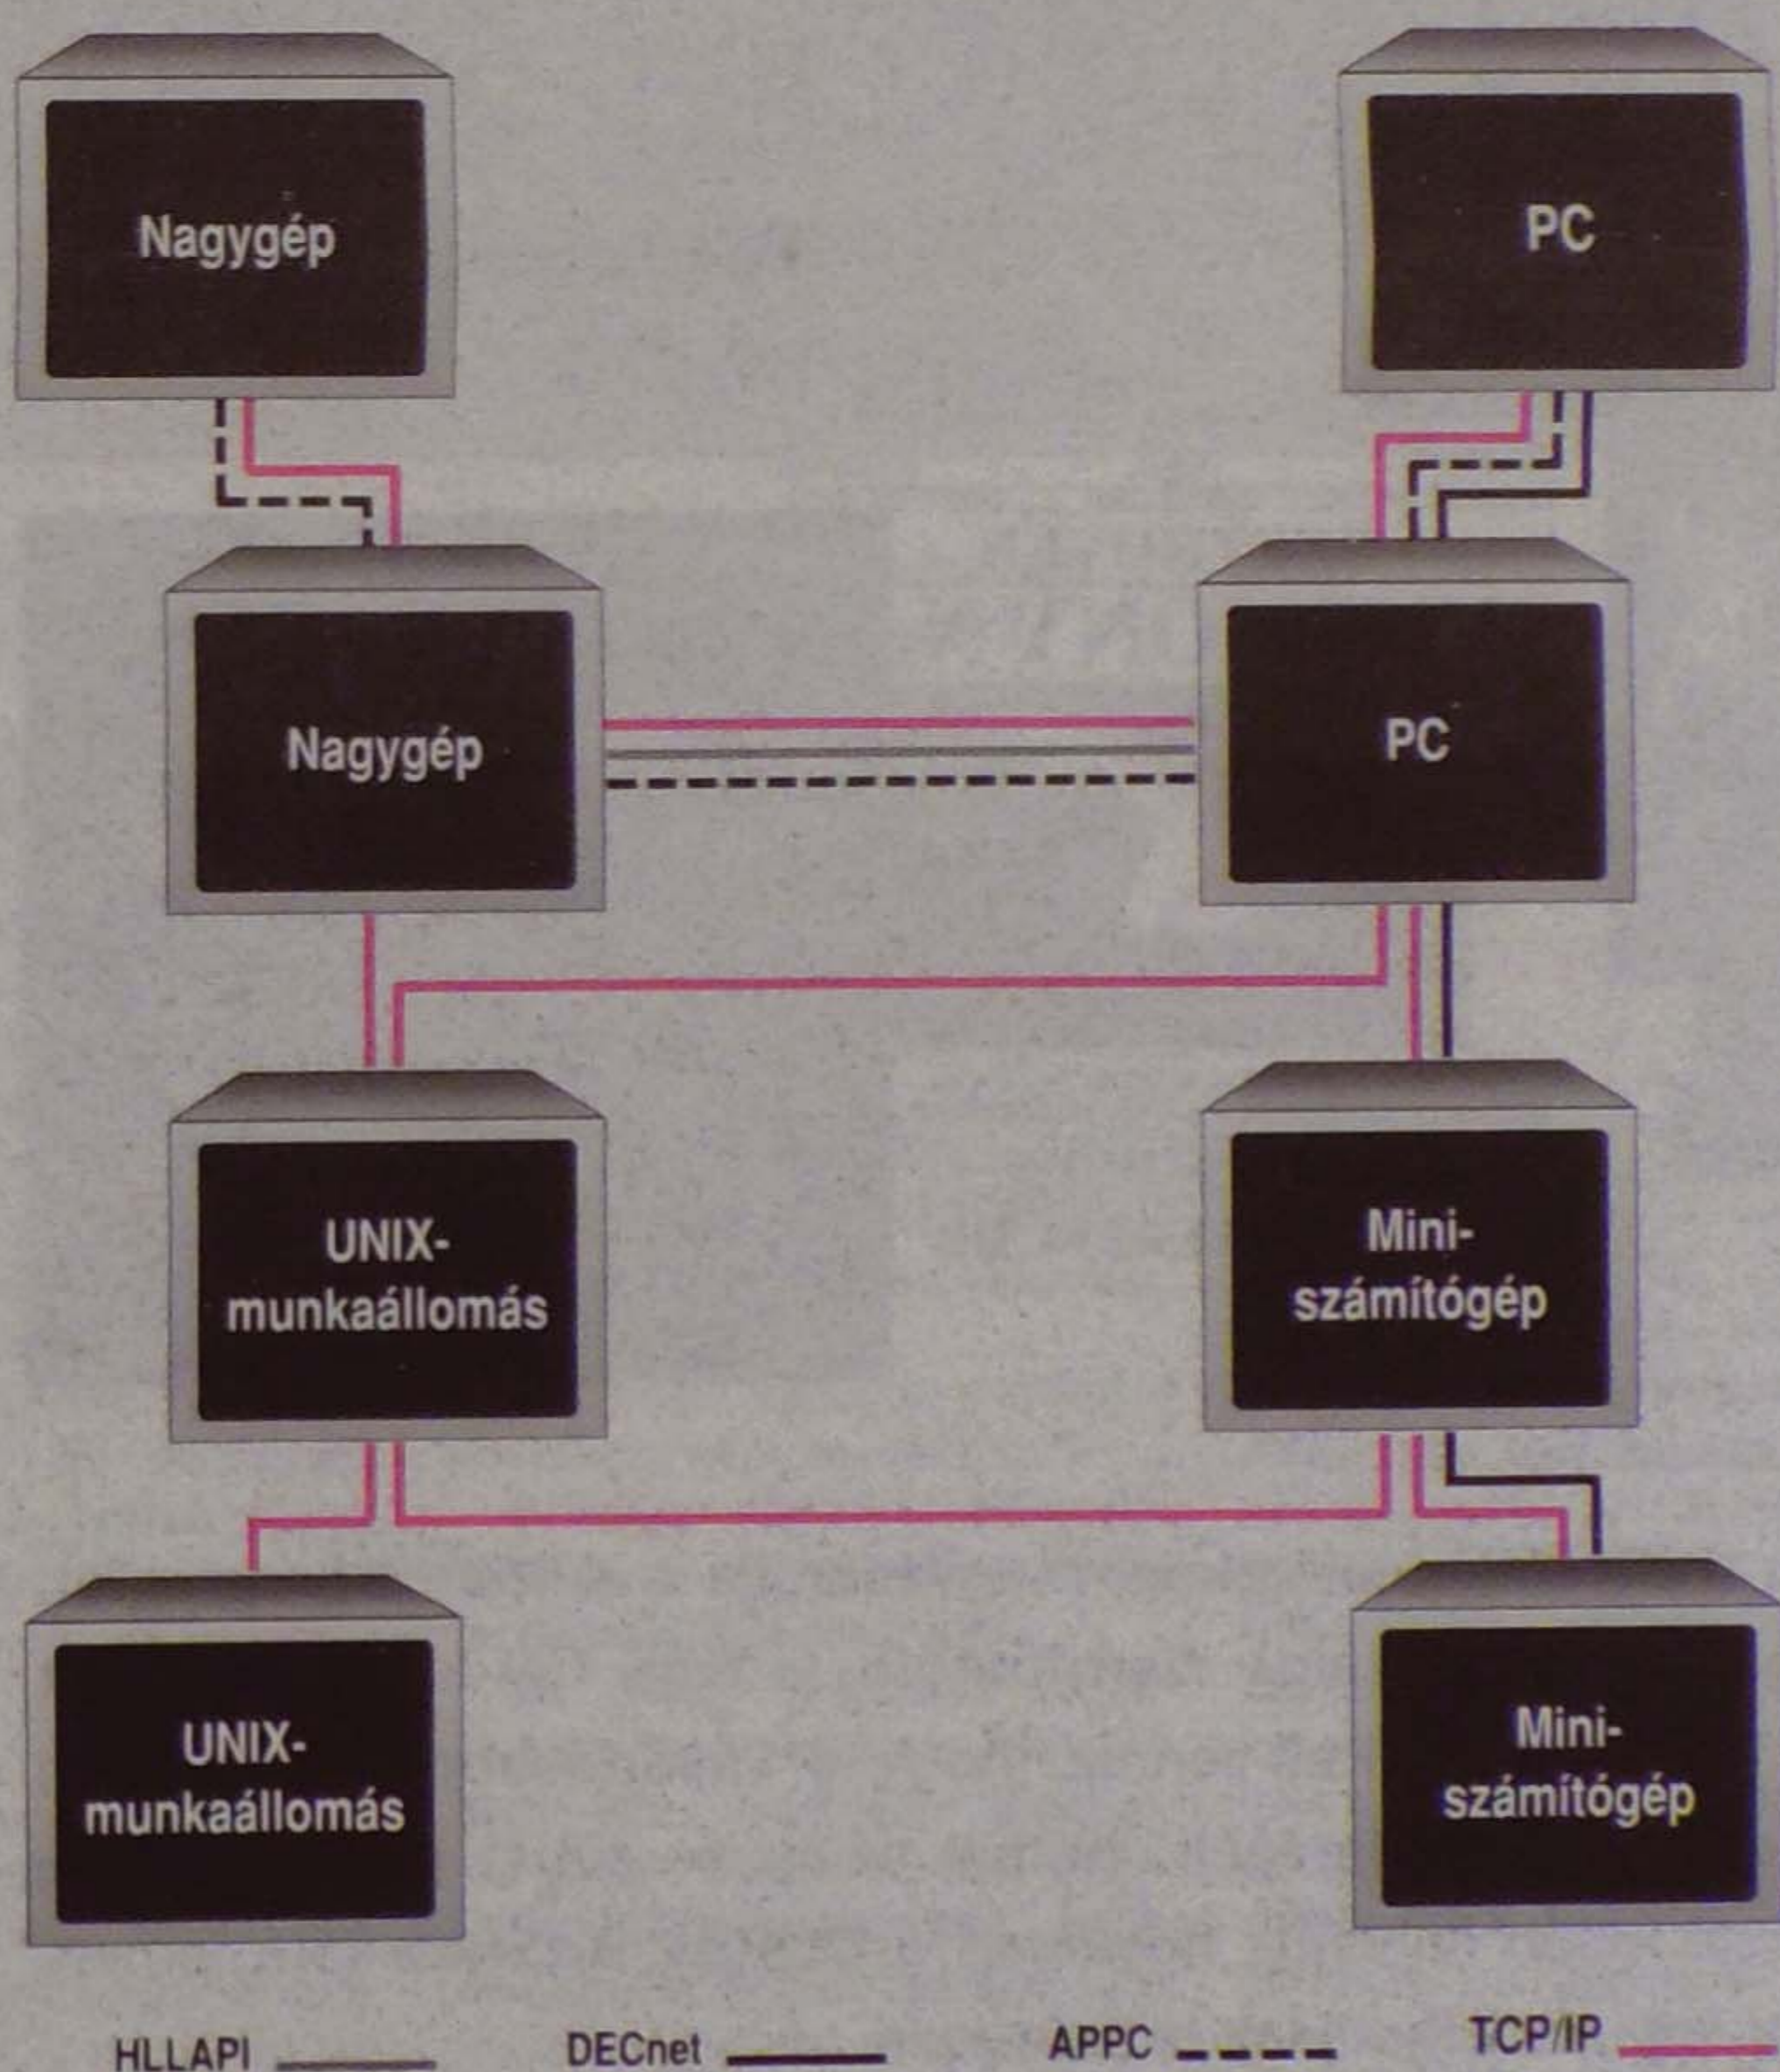 Nagygép
PC
Nagygép
PC
UNIX-
munkaállomás
Mini-
számítógép
UNIX-
munkaállomás
Mini-
számítógép
HLLAPI
DECnet
APPC
TCP/IP